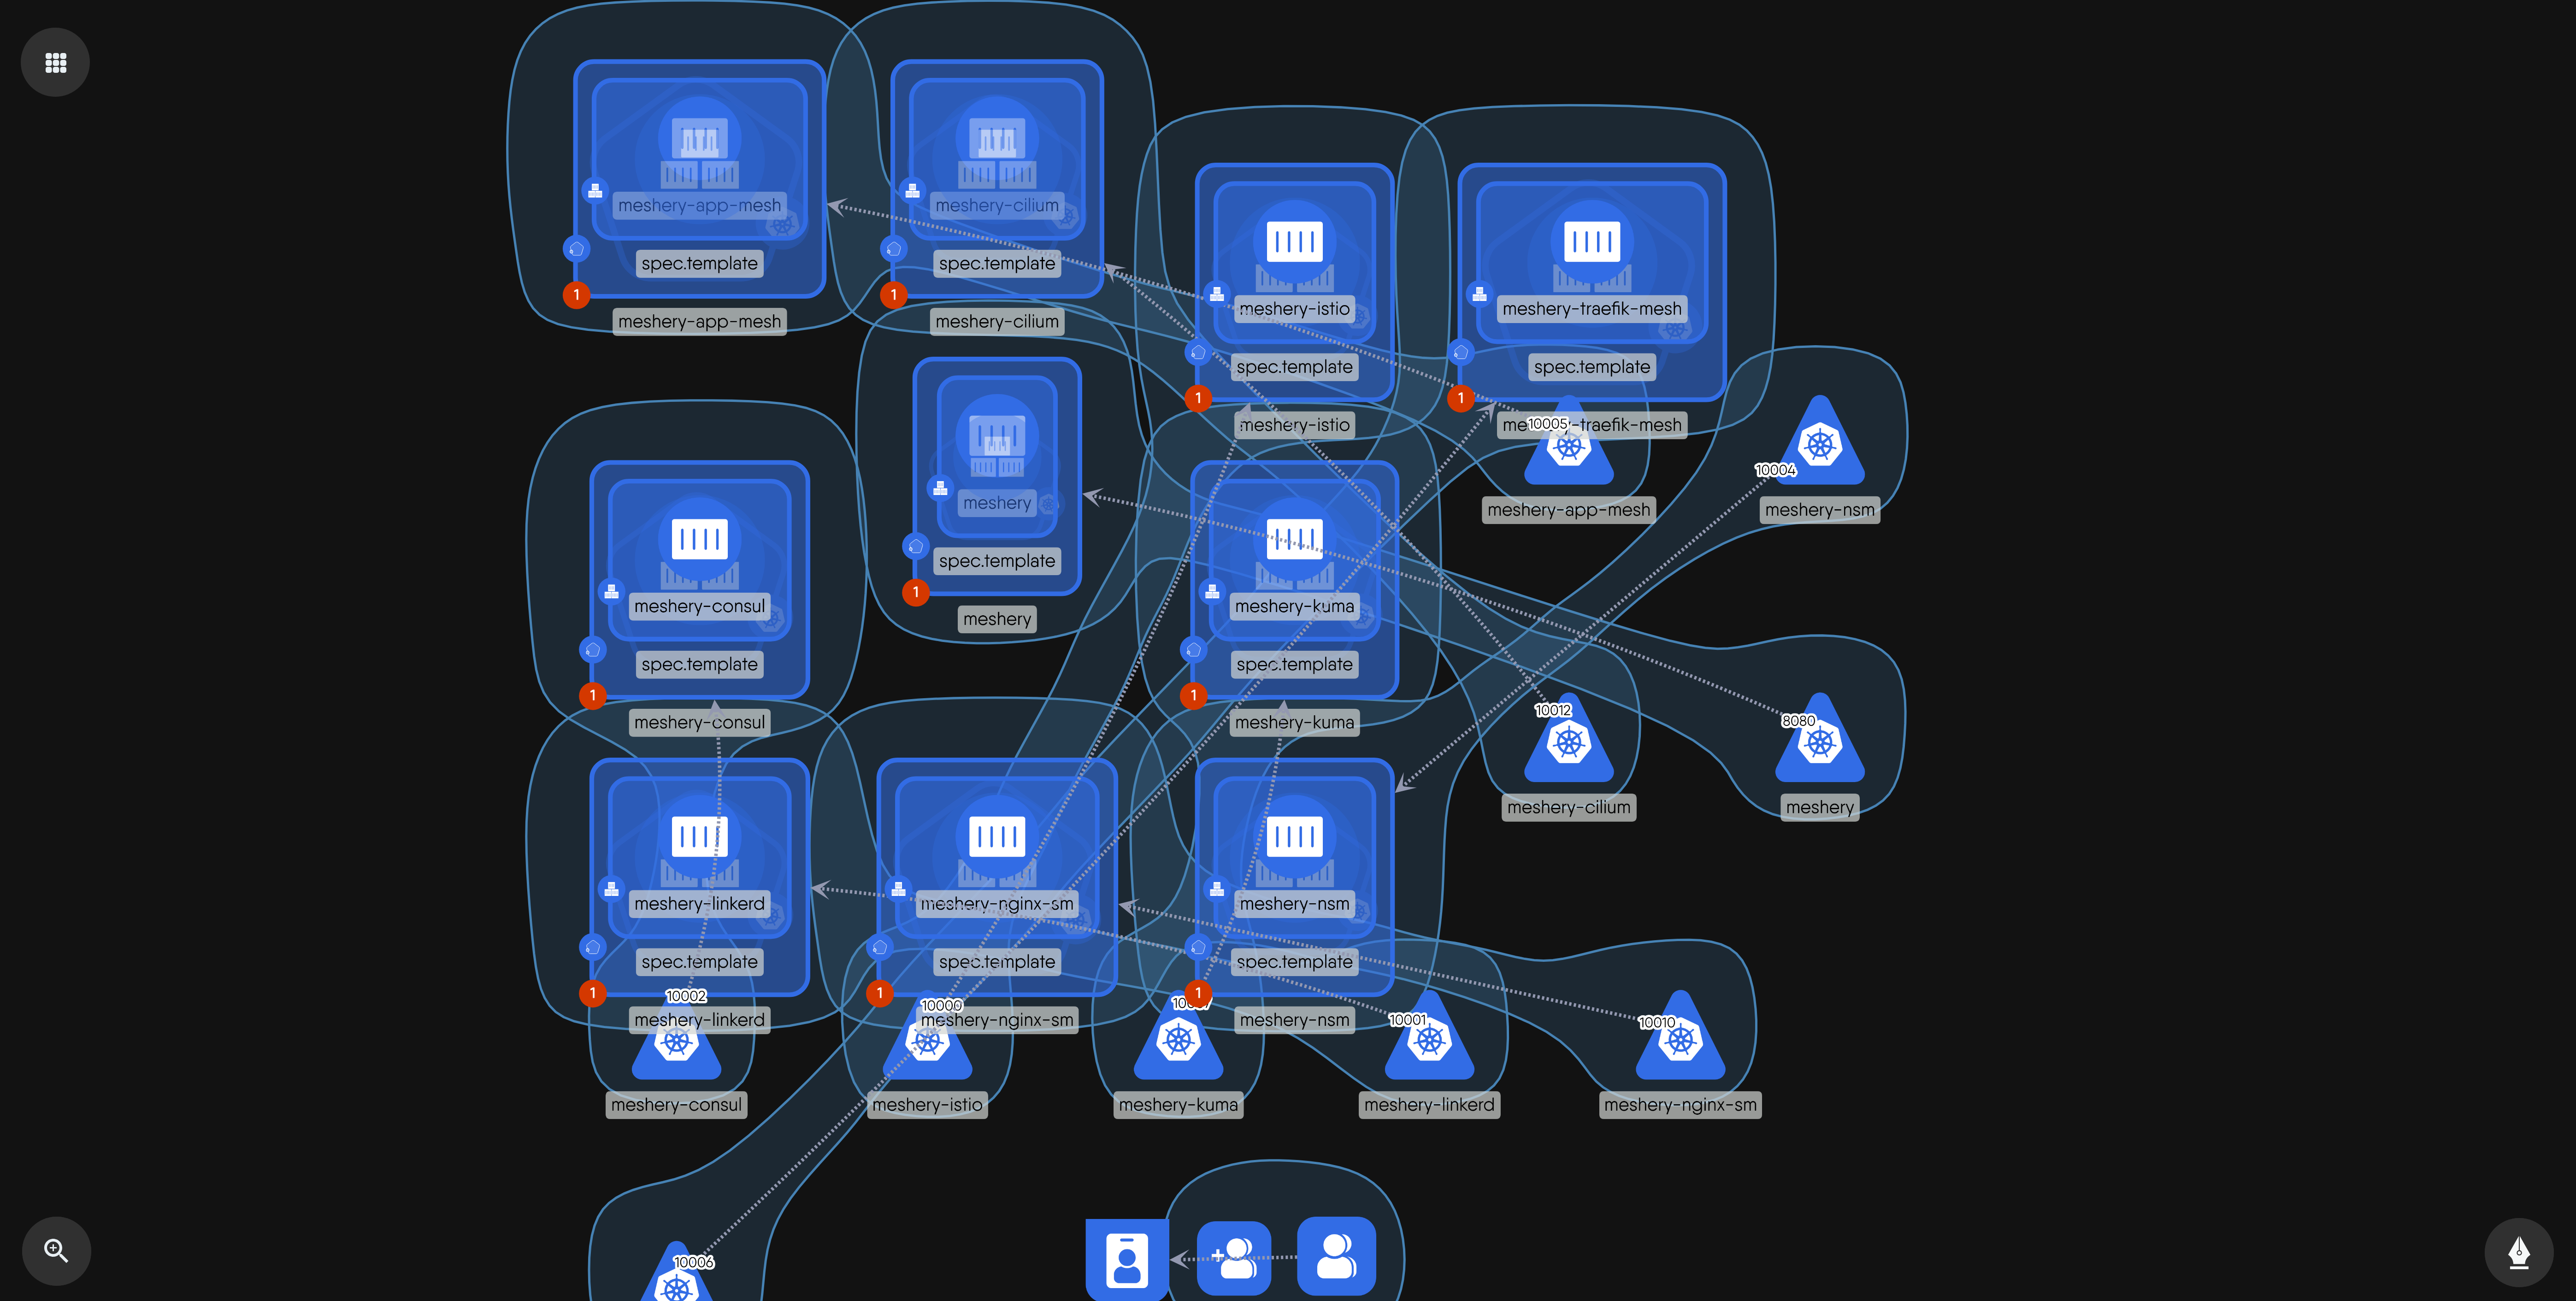 meshery-app-mesh
spec.template
1
meshery-app-mesh
meshery-cilium
spec.template
1
meshery-cilium
meshery-istio
spec.template
1
meshery-istio
meshery-traefik-mesh
spec.template
1
-traefik-mesh
10005
meshery-app-mesh
10004
meshery-nsm
meshery
spec.template
1
meshery
meshery-consul
spec.template
1
meshery-consul
meshery-kuma
spec.template
1
meshery-kuma
10012
meshery-cilium
8080
meshery
meshery-linkerd
spec.template
1
meshery-linkerd
meshery-nginx-sm
spec.template
1
meshery-nginx-sm
meshery-nsm
spec.template
1
meshery-nsm
10002
meshery-consul
10000
meshery-istio
meshery-kuma
10001
meshery-linkerd
10010
meshery-nginx-sm
10006